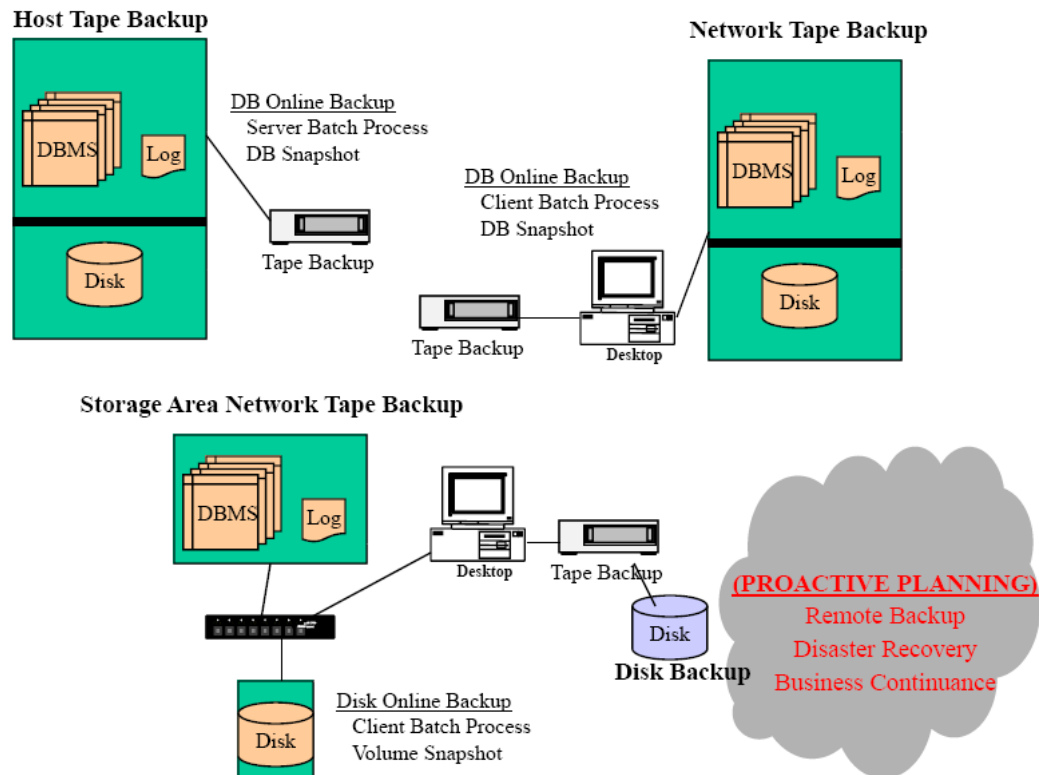 Host Tape Backup
DBMS
Log
Disk
DB Online Backup
Server Batch Process
DB Snapshot
Tape Backup
Network Tape Backup
DBMS
Log
Disk
DB Online Backup
Client Batch Process
DB Snapshot
Tape Backup
Desktop
Storage Area Network Tape Backup
DBMS
Log
Desktop
Tape Backup
Disk
Disk Backup
Disk
Disk Online Backup
Client Batch Process
Volume Snapshot
(PROACTIVE PLANNING)
Remote Backup
Disaster Recovery
Business Continuance